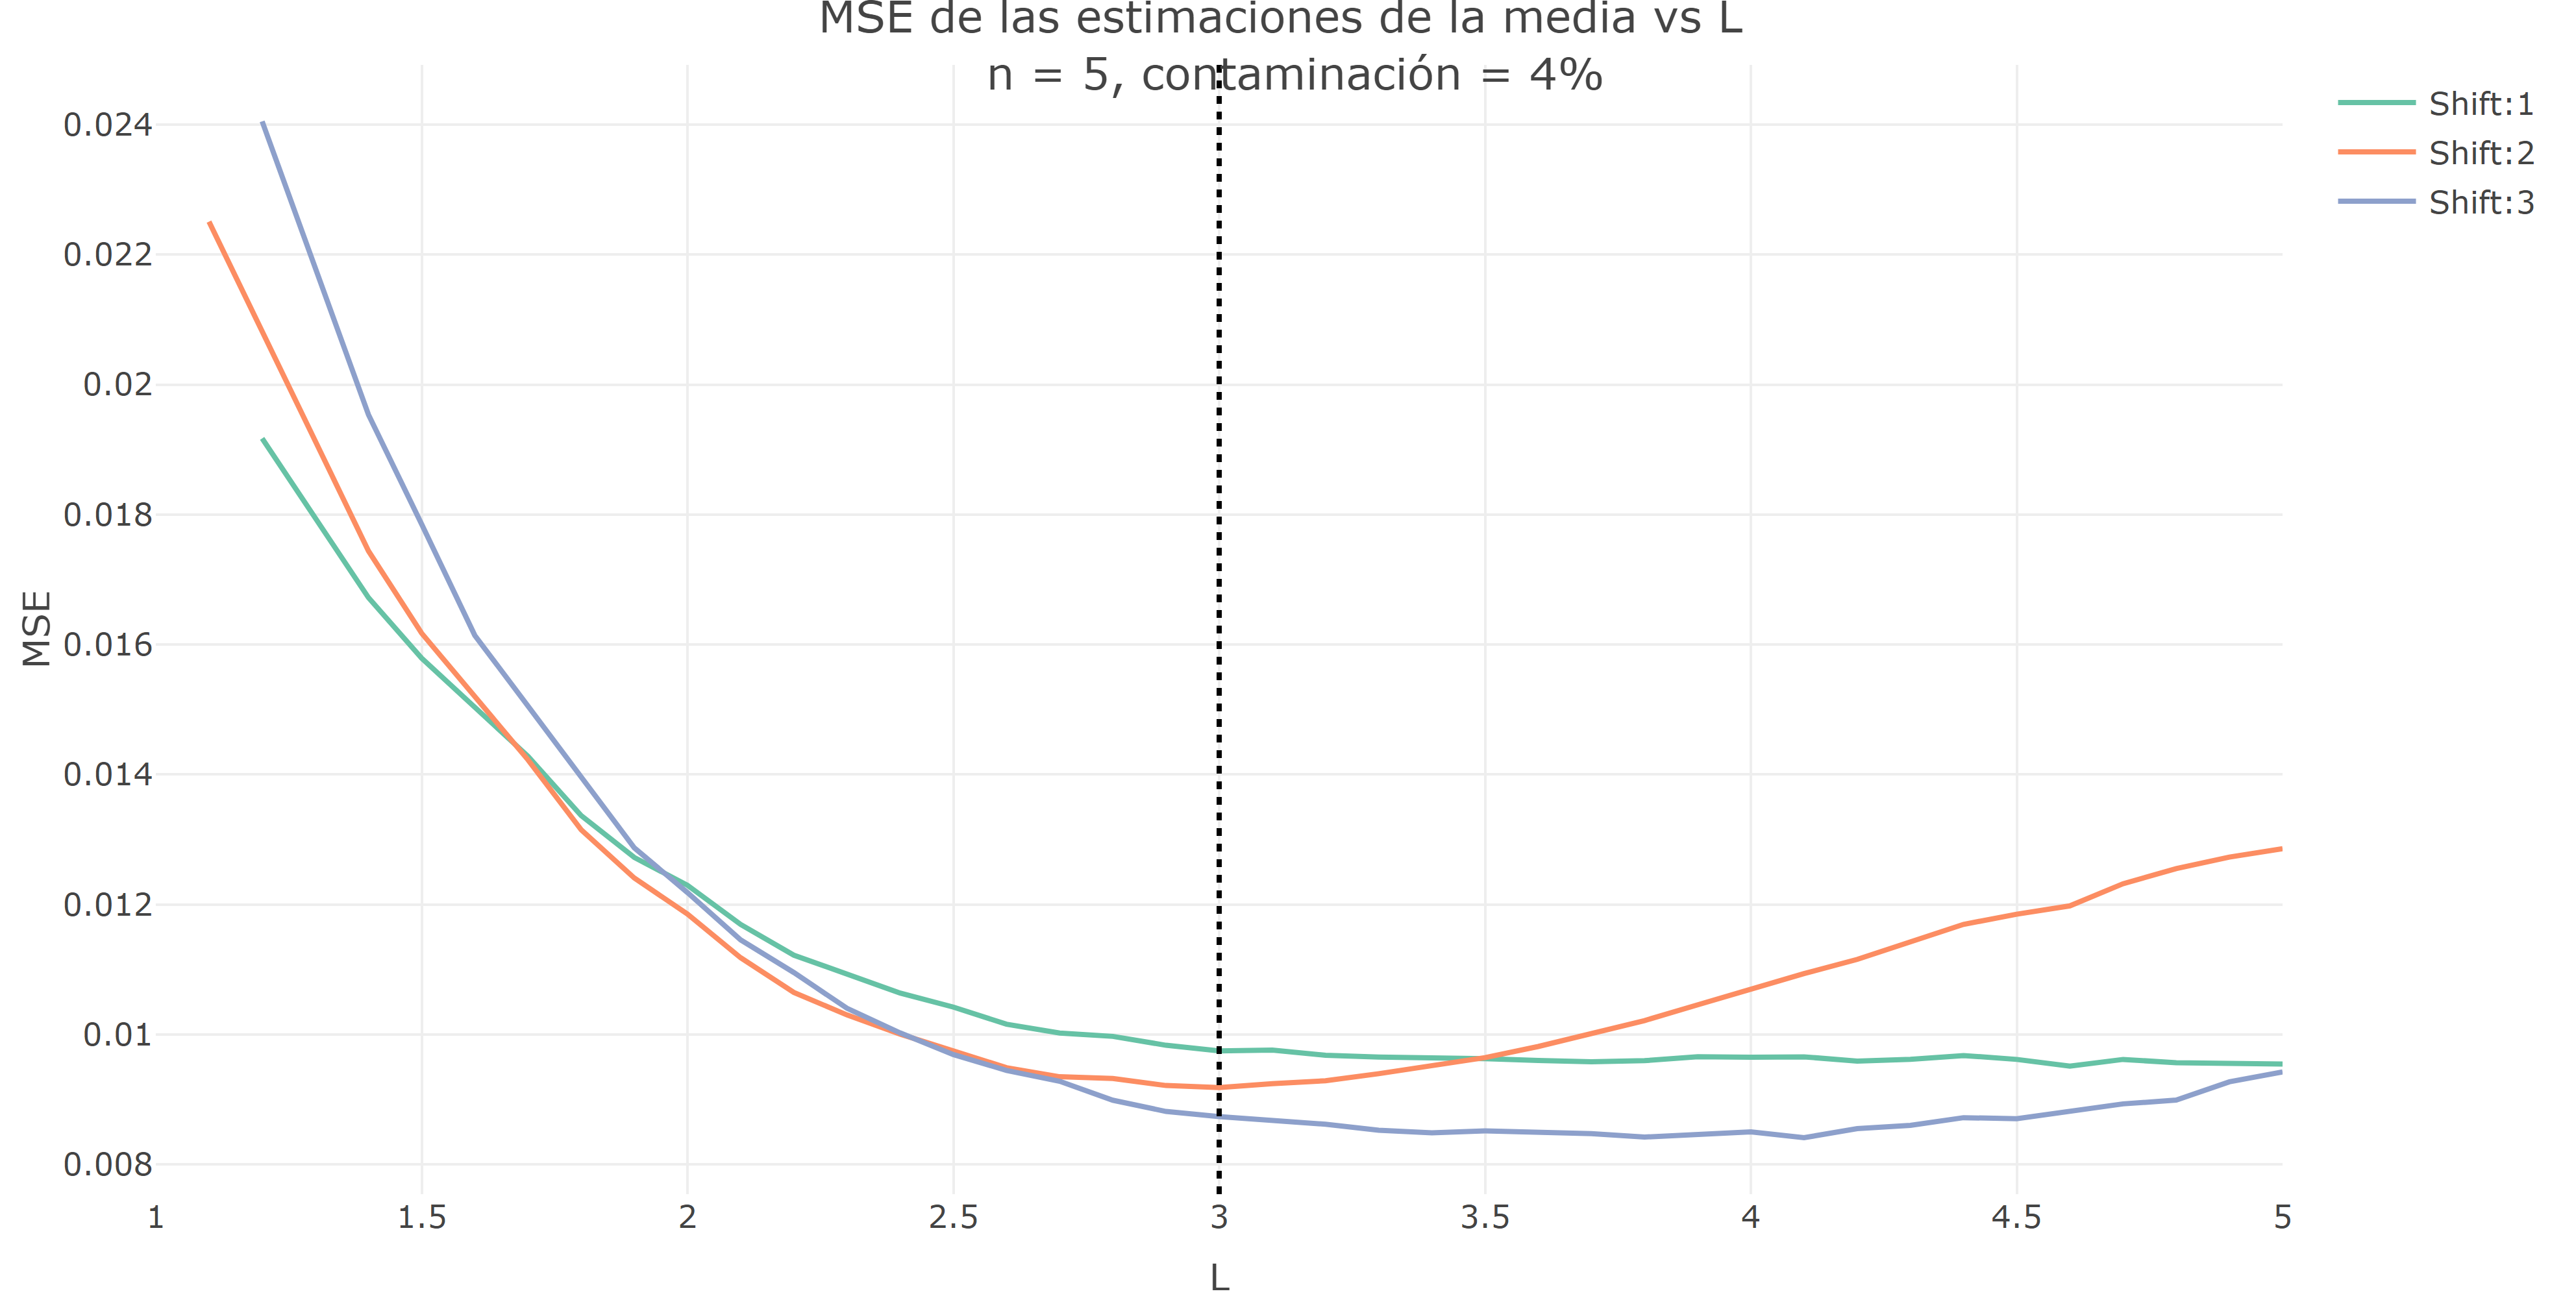 MSE de las estimaciones de la media vs L
n = 5, contaminación = 4%
Shift:1
Shift:2
Shift:3
MSE
0.024
0.022
0.02
0.018
0.016
0.014
0.012
0.01
0.008
1 1.5 2 2.5 3 3.5 4 4.5 5
L